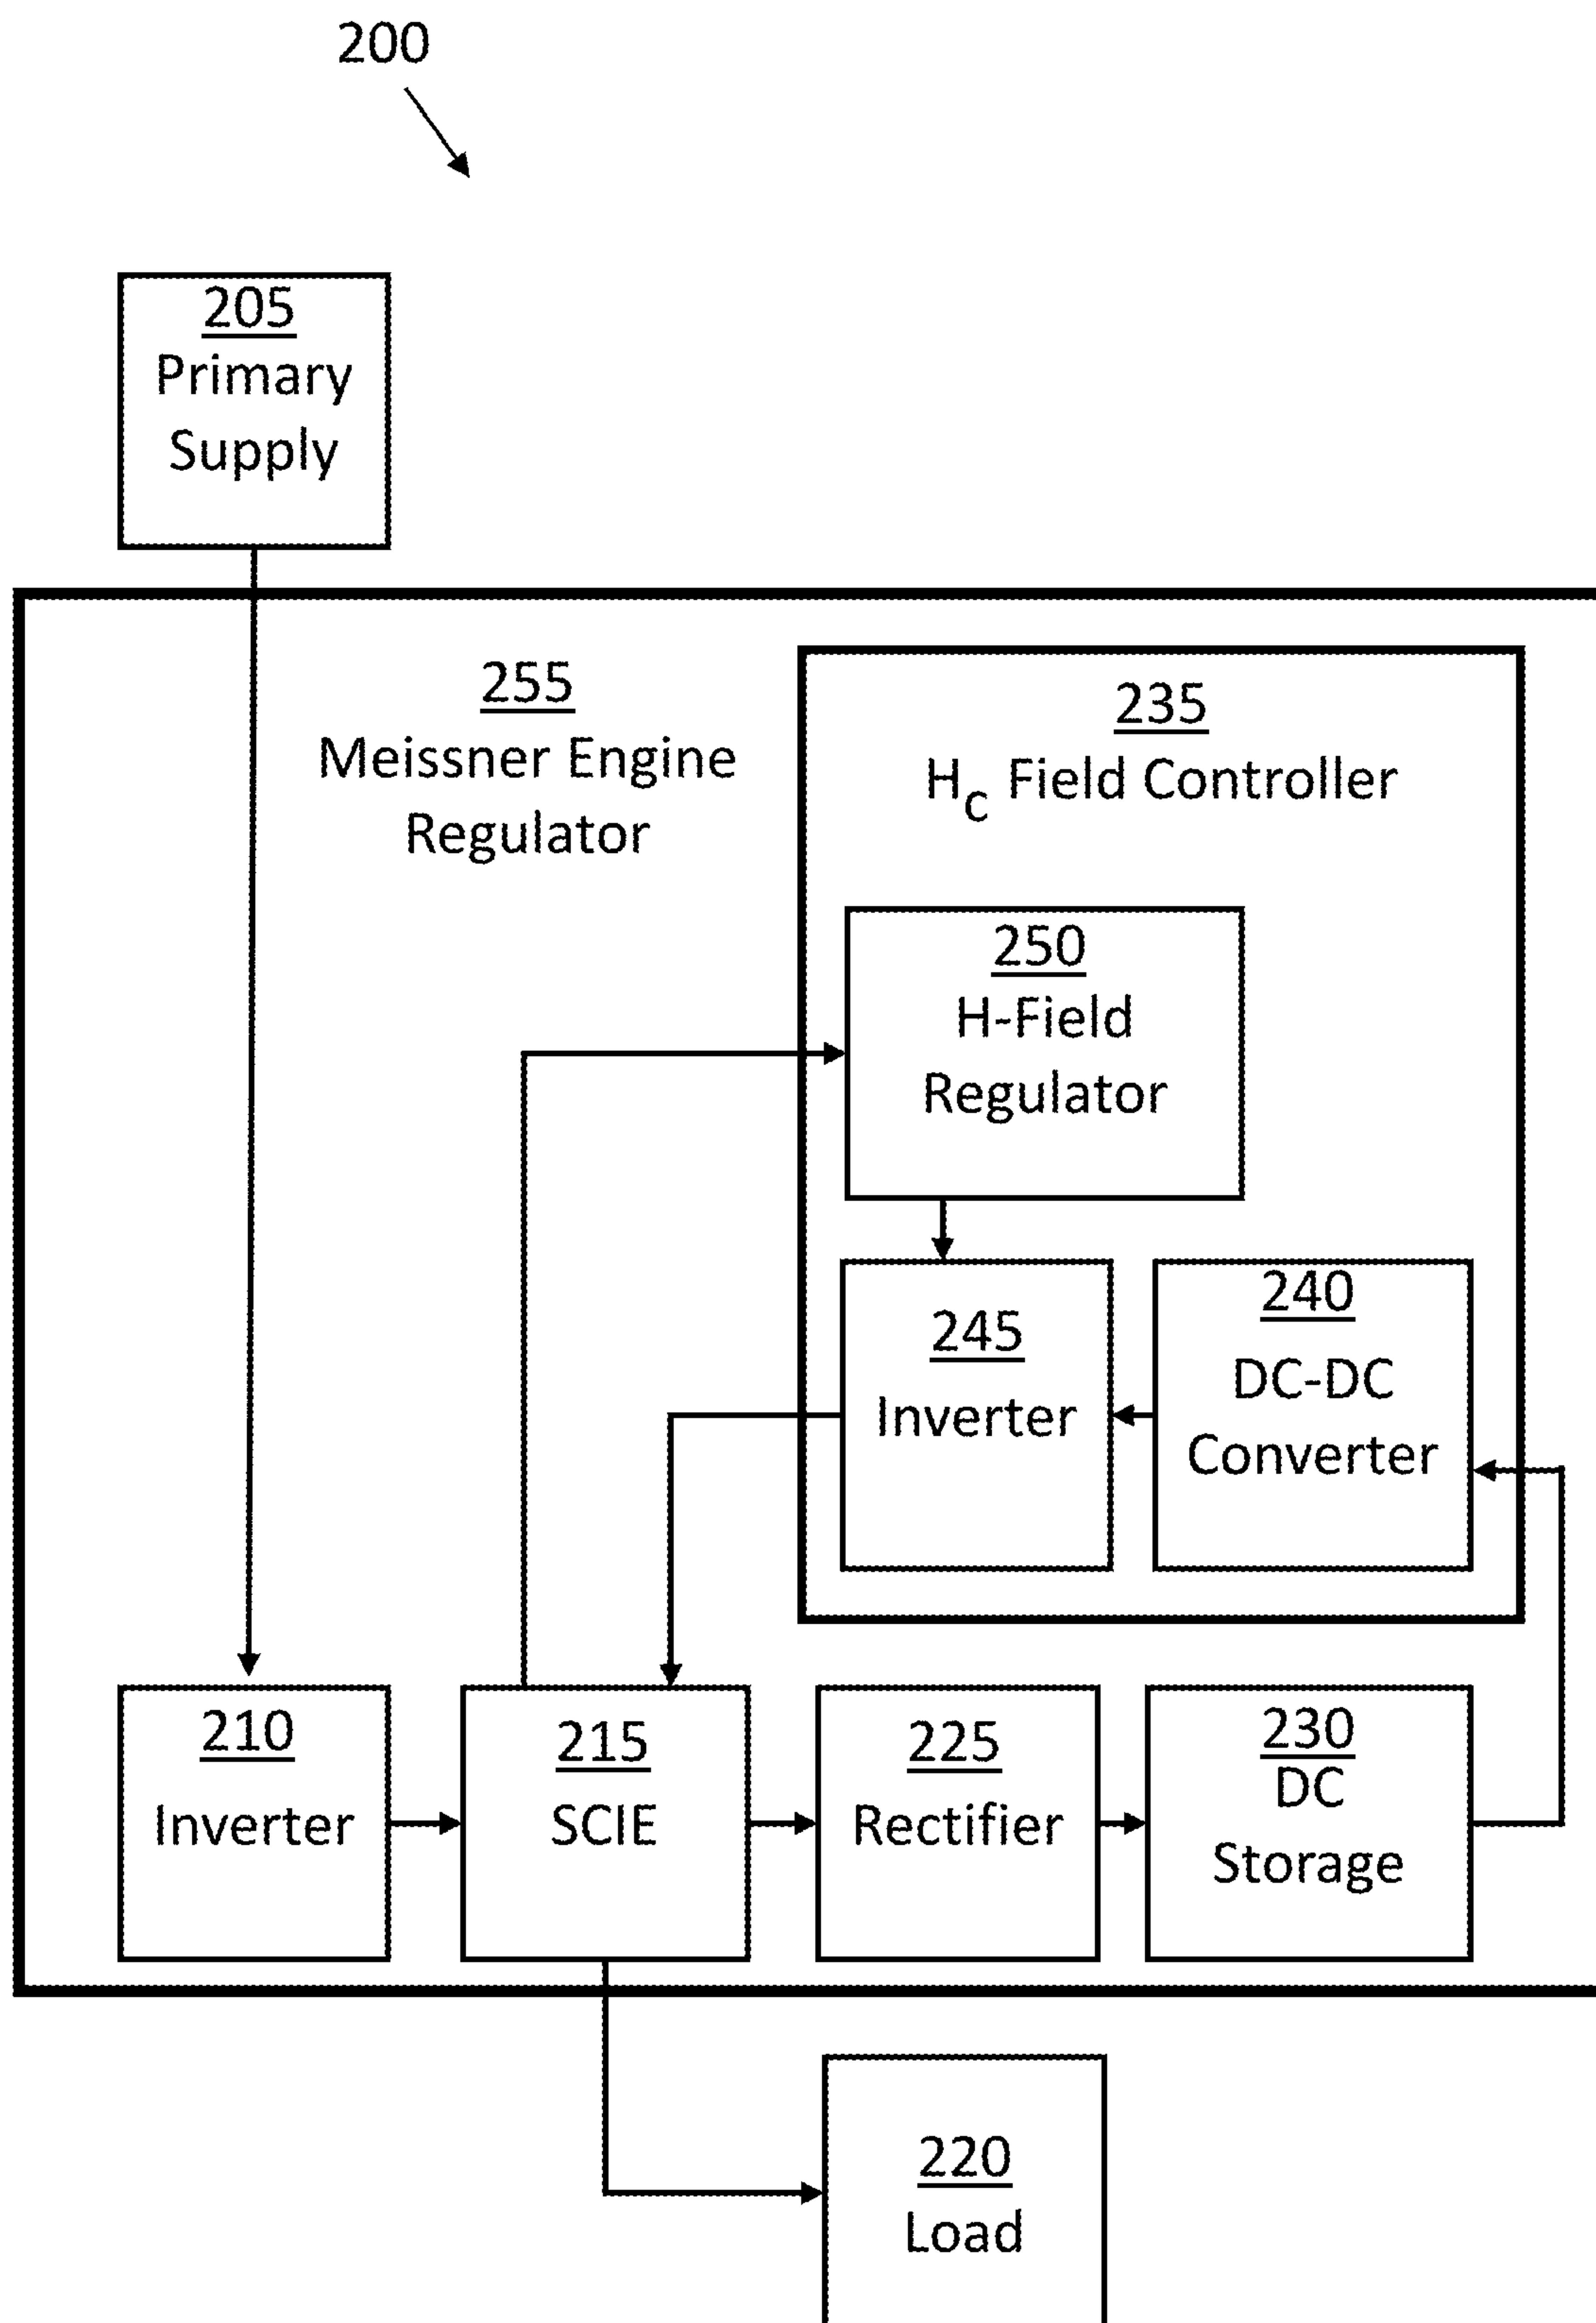 200
205
Primary
Supply
255
Meissner Engine
Regulator
235
H_C Field Controller
250
H-Field
Regulator
245
Inverter
240
DC-DC
Converter
210
Inverter
215
SCIE
225
Rectifier
230
DC
Storage
220
Load